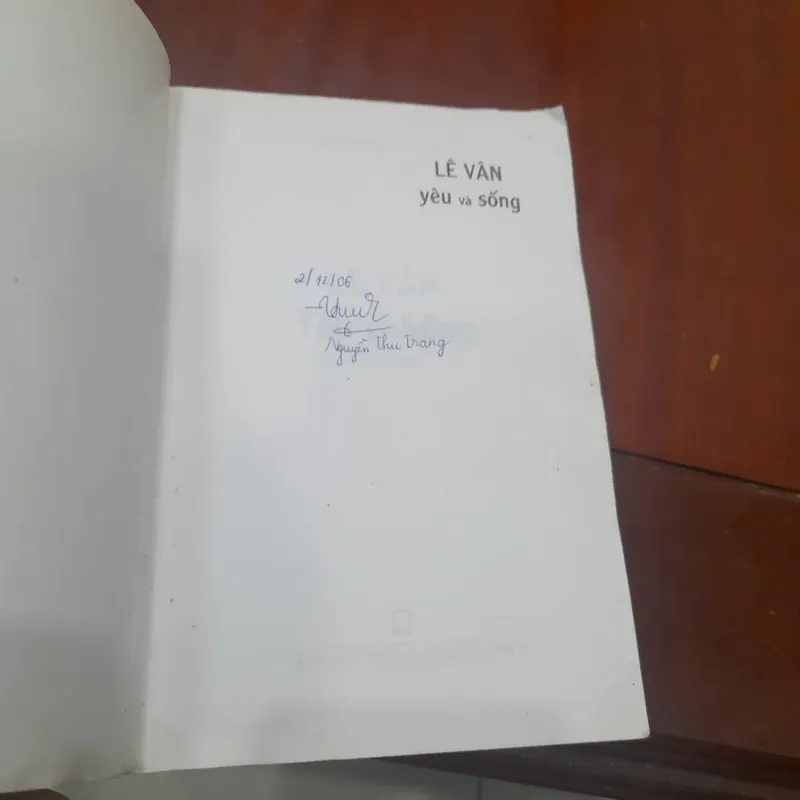 LÊ VÂN
yêu và sống
2/12/06
Nguyễn Thu Trang